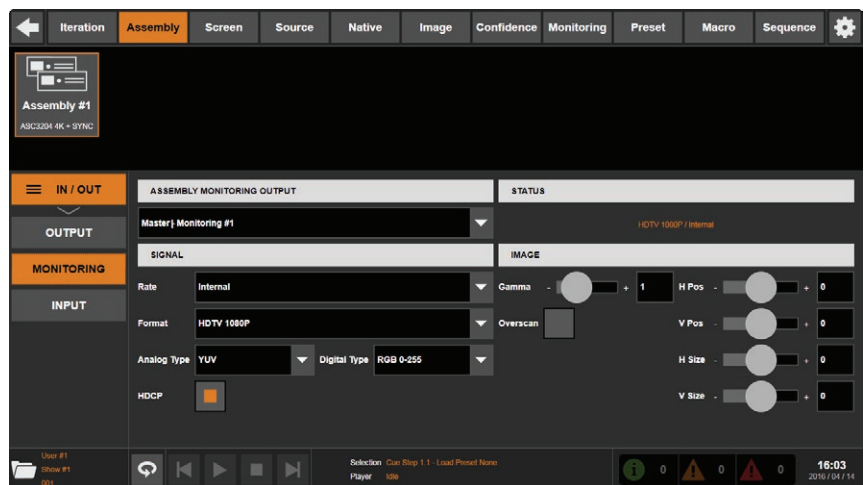 Iteration Assembly Screen Source Native Image Confidence Monitoring Preset Macro Sequence
Assembly #1
ASC3204 4K + SYNC
IN / OUT
OUTPUT
MONITORING
INPUT
ASSEMBLY MONITORING OUTPUT
Master | Monitoring #1
STATUS
HDTV 1080P / Internal
SIGNAL
Rate Internal
Format HDTV 1080P
Analog Type YUV Digital Type RGB 0-255
HDCP
IMAGE
Gamma - + 1 H Pos - + 0
Overscan V Pos - + 0
H Size - + 0
V Size - + 0
User #1
Show #1
001
Selection Cue Step 1.1 - Load Preset None
Player Idle
0 0 0
16:03
2016 / 04 / 14